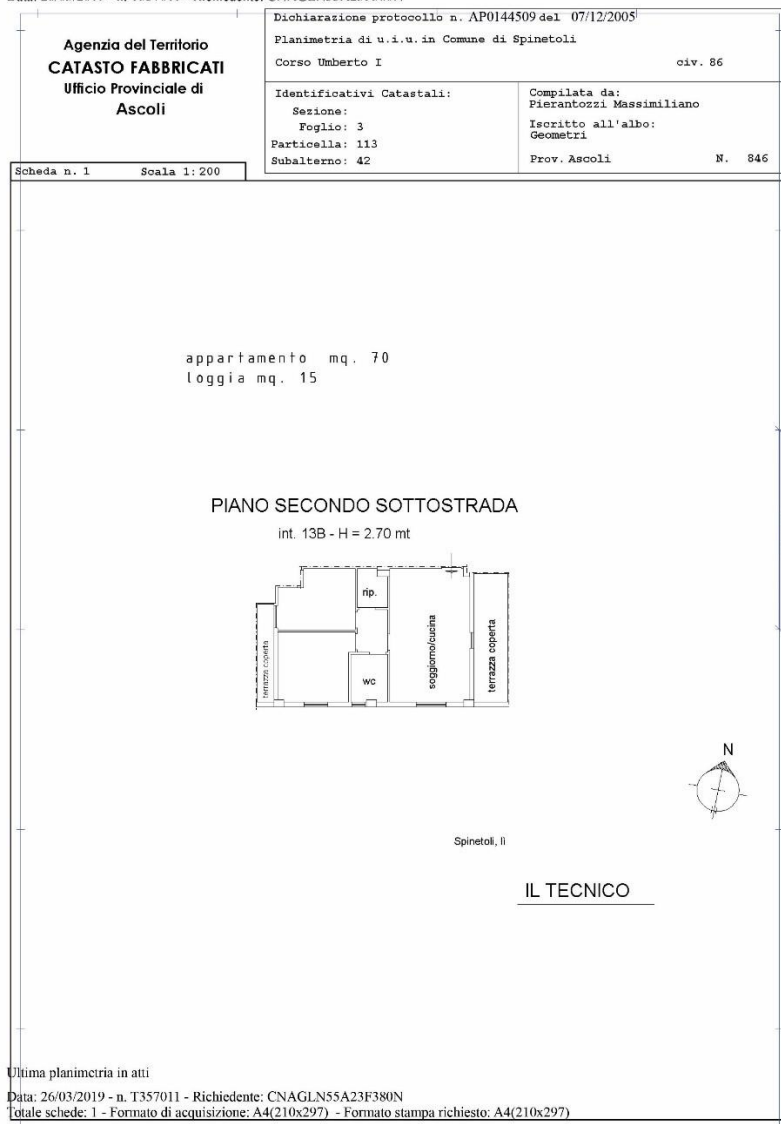 Agenzia del Territorio
CATASTO FABBRICATI
Ufficio Provinciale di
Ascoli
Dichiarazione protocollo n. AP0144509 del 07/12/2005
Planimetria di u.i.u. in Comune di Spinetoli
Corso Umberto I civ. 86
Identificativi Catastali:
Sezione:
Foglio: 3
Particella: 113
Subalterno: 42
Compilata da:
Pierantozzi Massimiliano
Iscritto all'albo:
Geometri
Prov. Ascoli N. 846
Scheda n. 1 Scala 1:200
appartamento mq. 70
loggia mq. 15
PIANO SECONDO SOTTOSTRADA
int. 13B - H = 2.70 mt
rip.
wc
soggiorno/cucina
terrazza coperta
terrazza coperta
N
Spinetoli, lì
IL TECNICO
Ultima planimetria in atti
Data: 26/03/2019 - n. T357011 - Richiedente: CNAGLN55A23F380N
Totale schede: 1 - Formato di acquisizione: A4(210x297) - Formato stampa richiesto: A4(210x297)